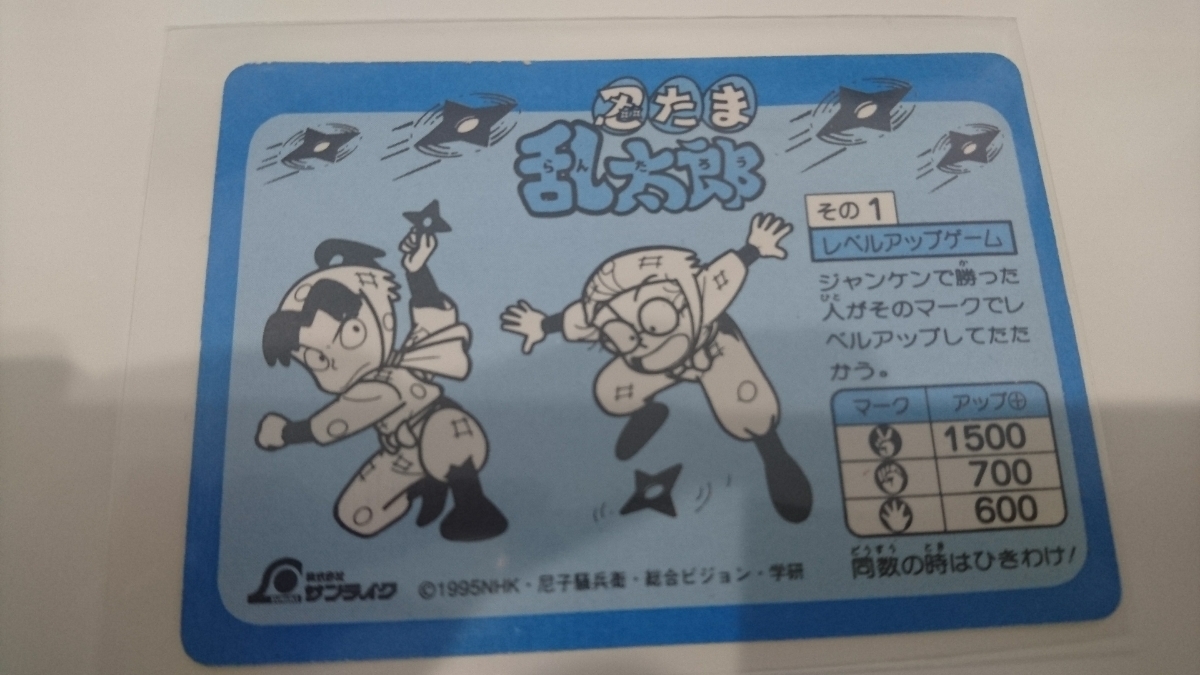 忍たま
乱太郎
らんたろう
その1
レベルアップゲーム
ジャンケンで勝った
人がそのマークでレ
ベルアップしてたた
かう。
マーク アップ⊕
1500
700
600
同数の時はひきわけ!
株式会社
サンライク
©1995NHK・尼子騒兵衛・総合ビジョン・学研